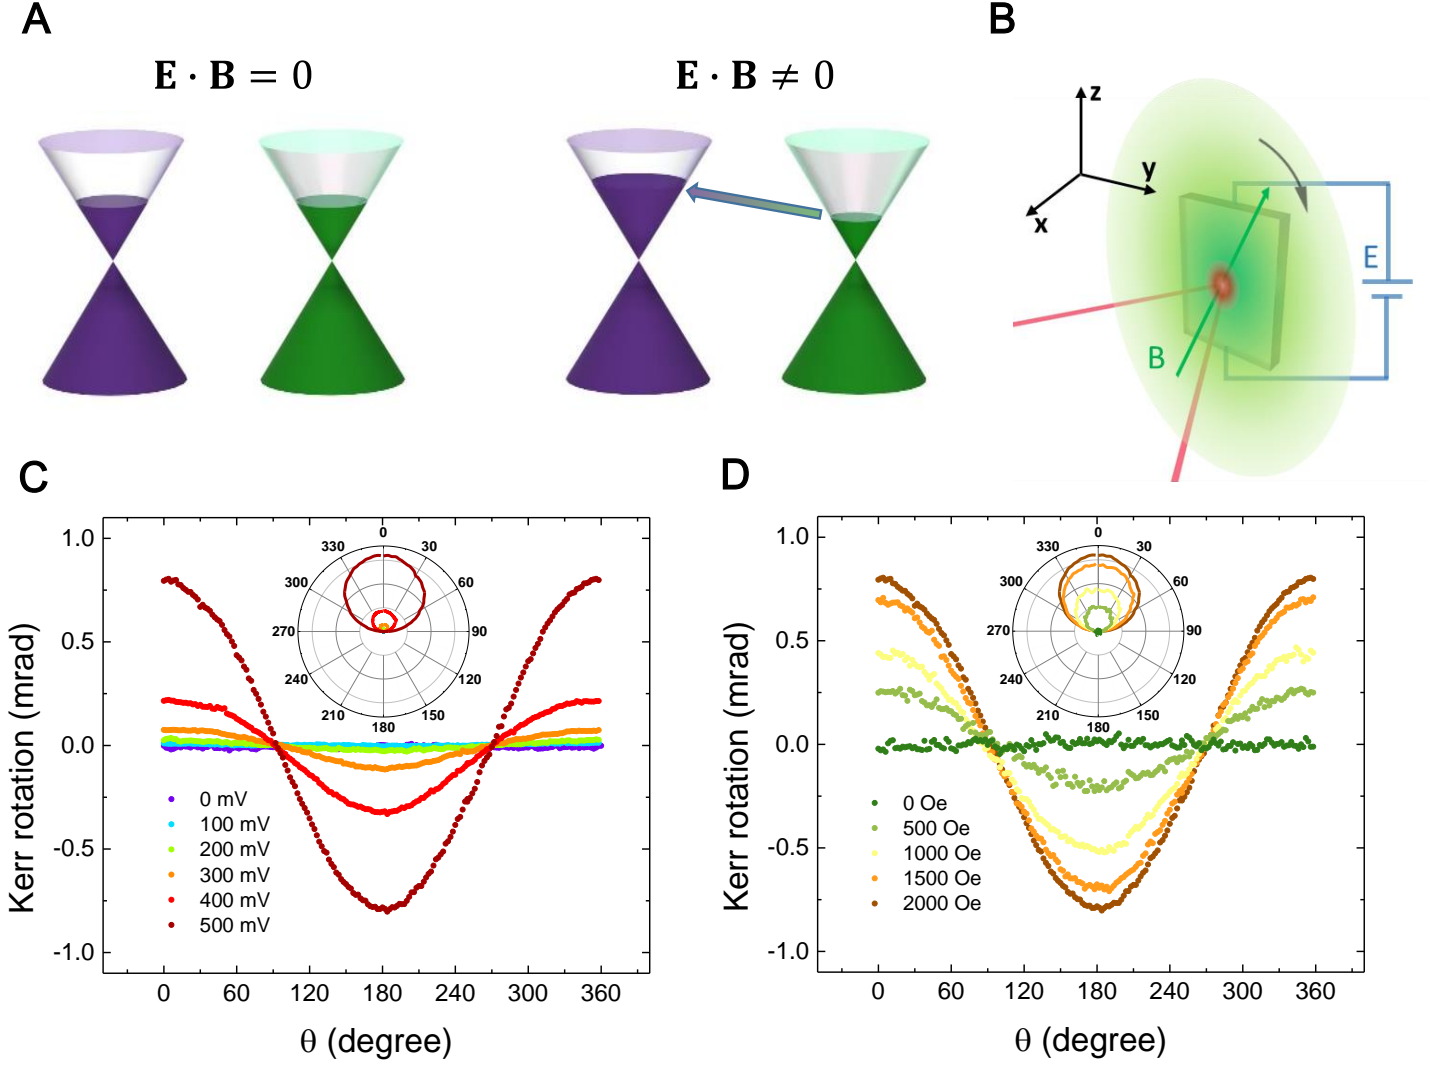 A
E · B = 0
E · B ≠ 0
B
z
y
x
E
B
C
Kerr rotation (mrad)
1.0
0.5
0.0
-0.5
-1.0
0
30
60
90
120
150
180
210
240
270
300
330
0 mV
100 mV
200 mV
300 mV
400 mV
500 mV
0 60 120 180 240 300 360
θ (degree)
D
Kerr rotation (mrad)
1.0
0.5
0.0
-0.5
-1.0
0
30
60
90
120
150
180
210
240
270
300
330
0 Oe
500 Oe
1000 Oe
1500 Oe
2000 Oe
0 60 120 180 240 300 360
θ (degree)